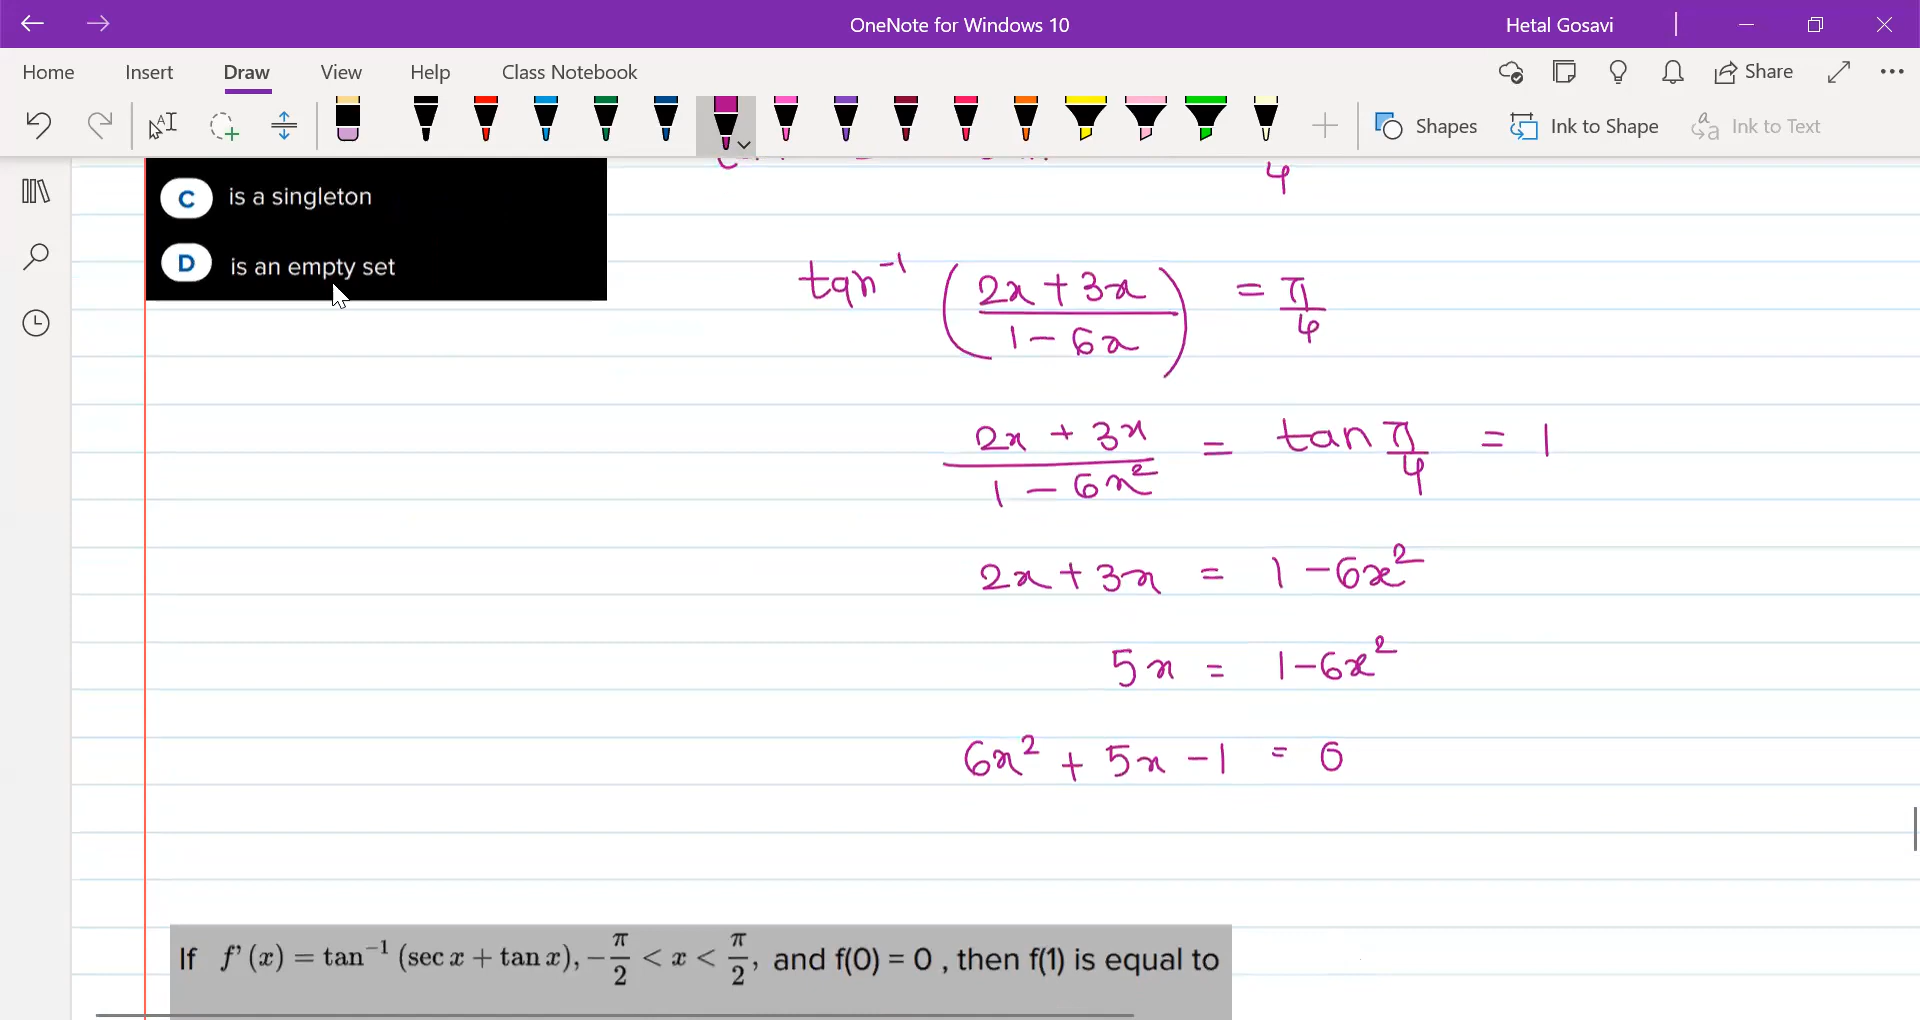 OneNote for Windows 10
Hetal Gosavi
Home Insert Draw View Help Class Notebook
Share
Shapes Ink to Shape Ink to Text
4
C is a singleton
D is an empty set
tan⁻¹ ( (2x + 3x) / (1 - 6x) ) = π/4
(2x + 3x) / (1 - 6x²) = tan π/4 = 1
2x + 3x = 1 - 6x²
5x = 1 - 6x²
6x² + 5x - 1 = 0
If f'(x) = tan⁻¹ (sec x + tan x), -π/2 < x < π/2, and f(0) = 0 , then f(1) is equal to